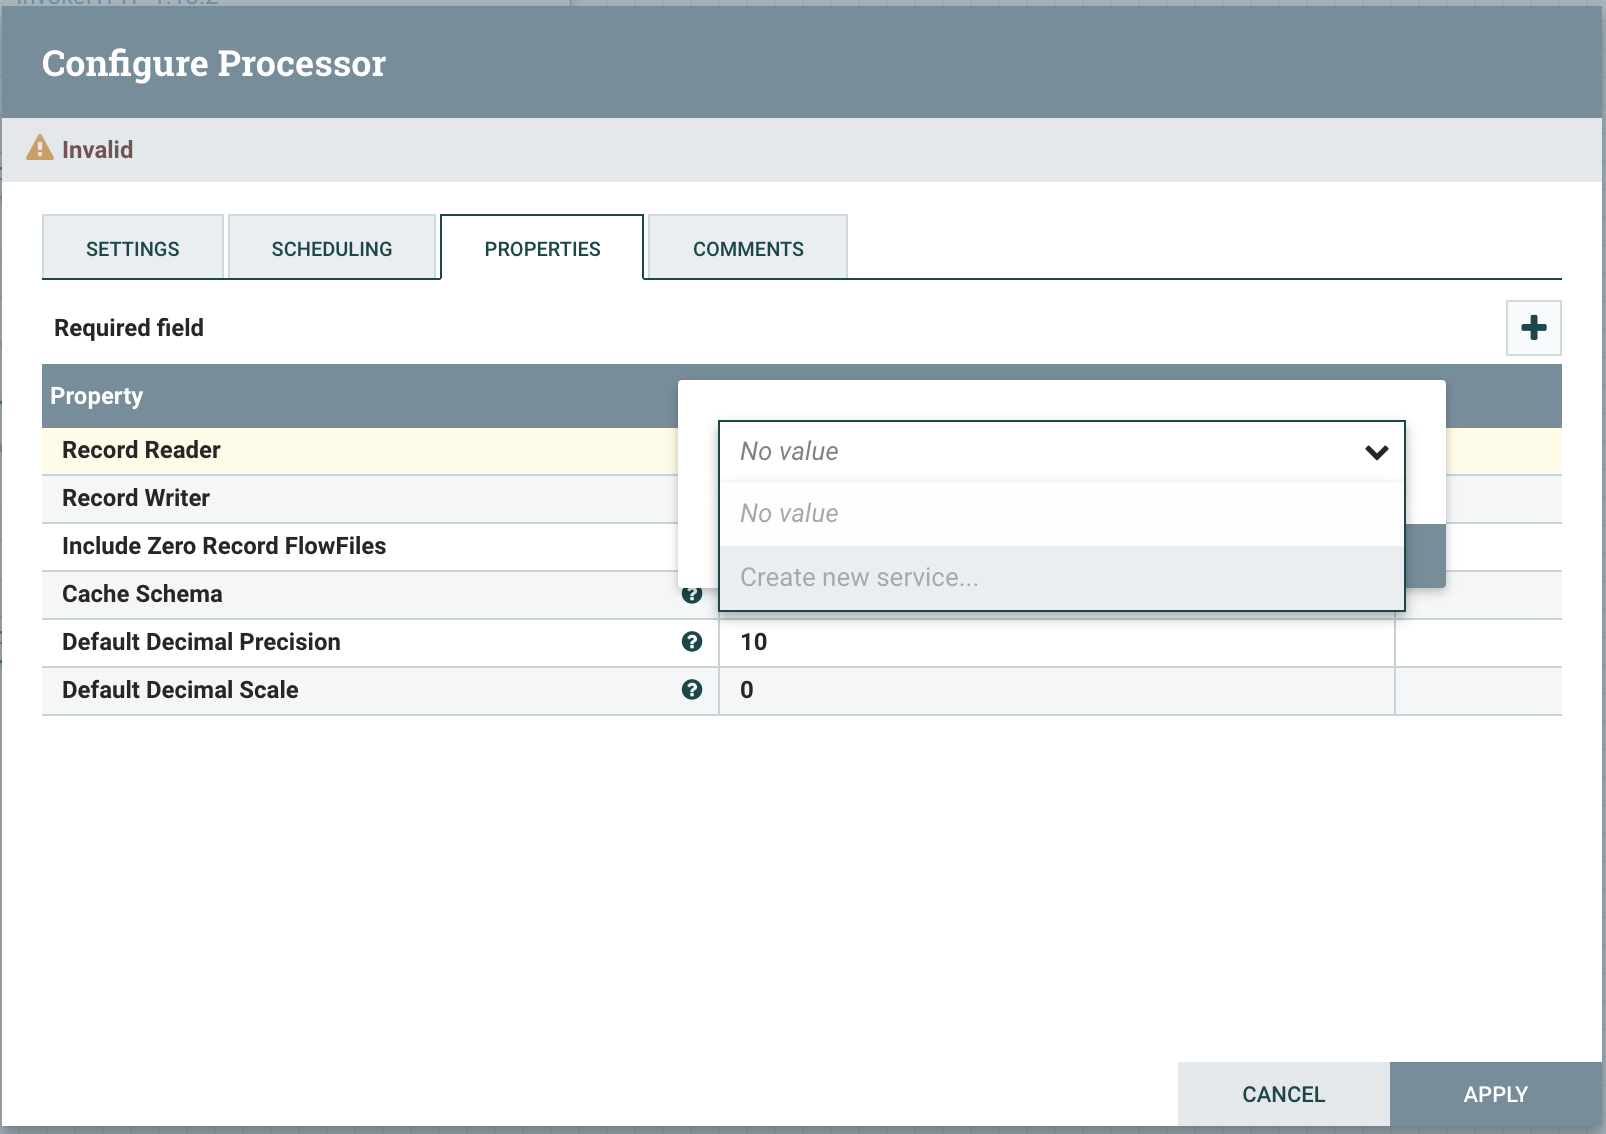 Configure Processor
Invalid
SETTINGS
SCHEDULING
PROPERTIES
COMMENTS
Required field
Property
Record Reader
No value
Record Writer
No value
Include Zero Record FlowFiles
Create new service...
Cache Schema
Default Decimal Precision
10
Default Decimal Scale
0
CANCEL
APPLY